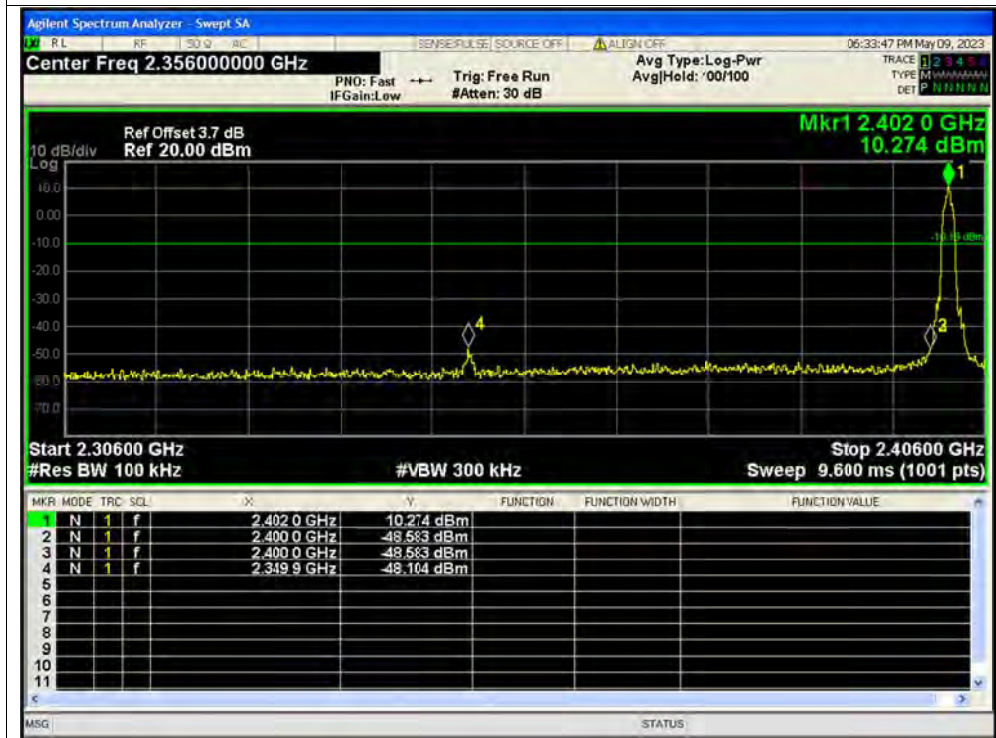 Agilent Spectrum Analyzer - Swept SA
RL RF 50 Ω AC SENSE:PULSE SOURCE OFF ALIGN OFF 06:33:47 PM May 09, 2023
Center Freq 2.356000000 GHz
PNO: Fast
IFGain:Low
Trig: Free Run
#Atten: 30 dB
Avg Type: Log-Pwr
Avg|Hold: 100/100
TRACE 1 2 3 4 5 6
TYPE M
DET P N N N N N
Mkr1 2.402 0 GHz
10.274 dBm
Ref Offset 3.7 dB
10 dB/div Ref 20.00 dBm
Log
10.0
0.00
-10.0
-20.0
-30.0
-40.0
-50.0
-60.0
-70.0
1
4
Start 2.30600 GHz Stop 2.40600 GHz
#Res BW 100 kHz #VBW 300 kHz Sweep 9.600 ms (1001 pts)
MKR MODE TRC SCL X Y FUNCTION FUNCTION WIDTH FUNCTION VALUE
1 N 1 f 2.402 0 GHz 10.274 dBm
2 N 1 f 2.400 0 GHz -48.583 dBm
3 N 1 f 2.400 0 GHz -48.583 dBm
4 N 1 f 2.349 9 GHz -48.104 dBm
5
6
7
8
9
10
11
MSG STATUS